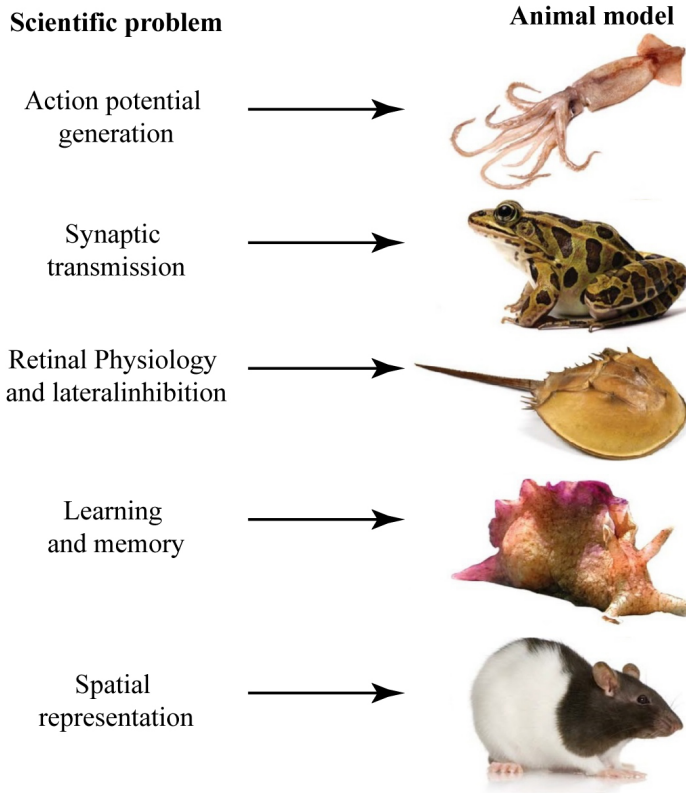 Scientific problem
Animal model
Action potential
generation
Synaptic
transmission
Retinal Physiology
and lateralinhibition
Learning
and memory
Spatial
representation